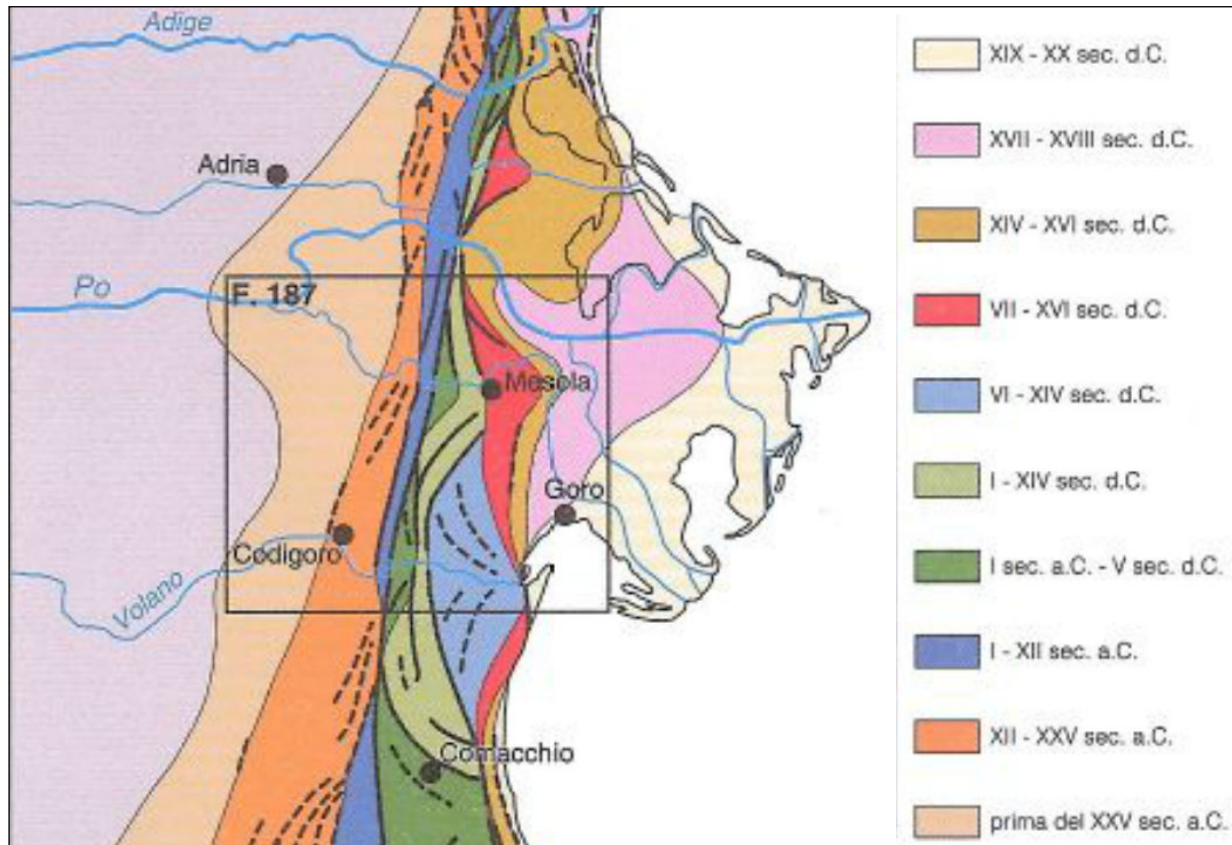 Adige
Adria
Po
F. 187
Mesola
Goro
Codigoro
Volano
Comacchio
XIX - XX sec. d.C.
XVII - XVIII sec. d.C.
XIV - XVI sec. d.C.
VII - XVI sec. d.C.
VI - XIV sec. d.C.
I - XIV sec. d.C.
I sec. a.C. - V sec. d.C.
I - XII sec. a.C.
XII - XXV sec. a.C.
prima del XXV sec. a.C.